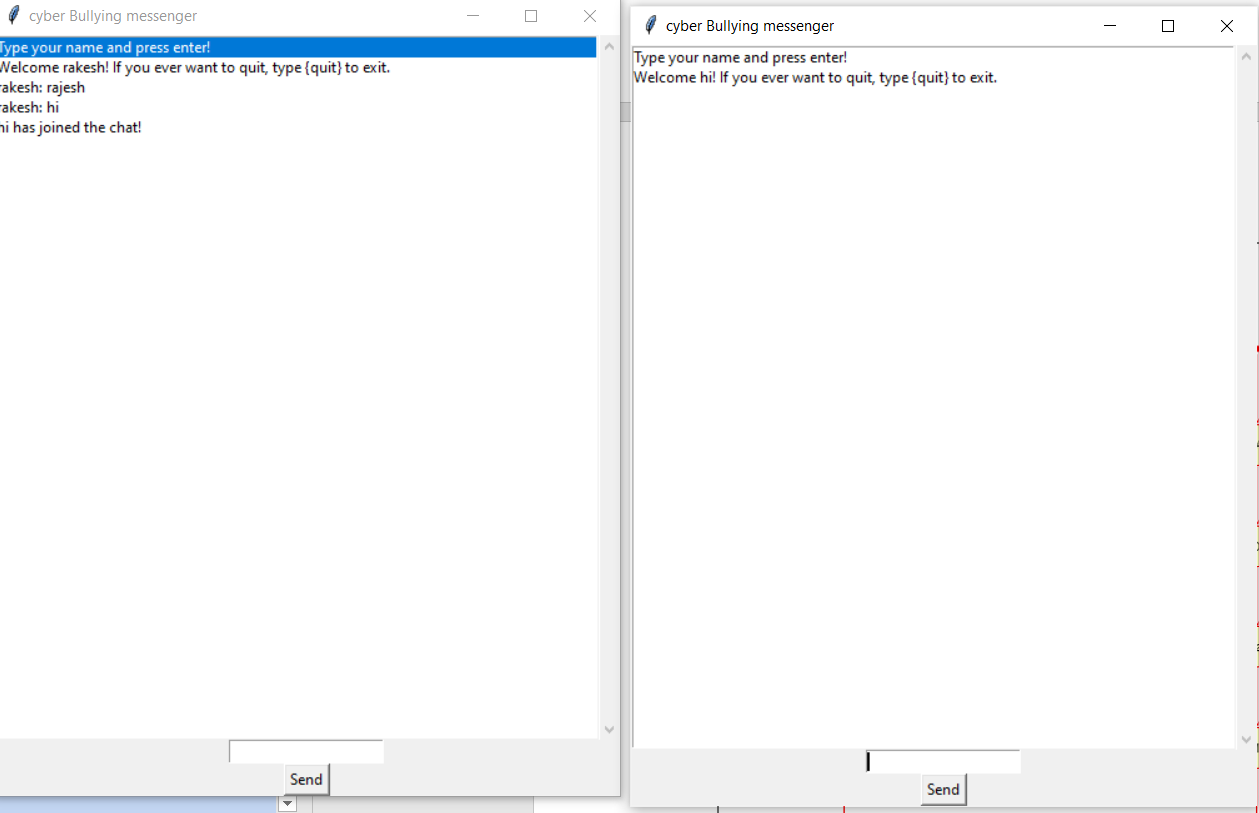 cyber Bullying messenger
Type your name and press enter!
Welcome rakesh! If you ever want to quit, type {quit} to exit.
rakesh: rajesh
rakesh: hi
hi has joined the chat!
Send
cyber Bullying messenger
Type your name and press enter!
Welcome hi! If you ever want to quit, type {quit} to exit.
Send